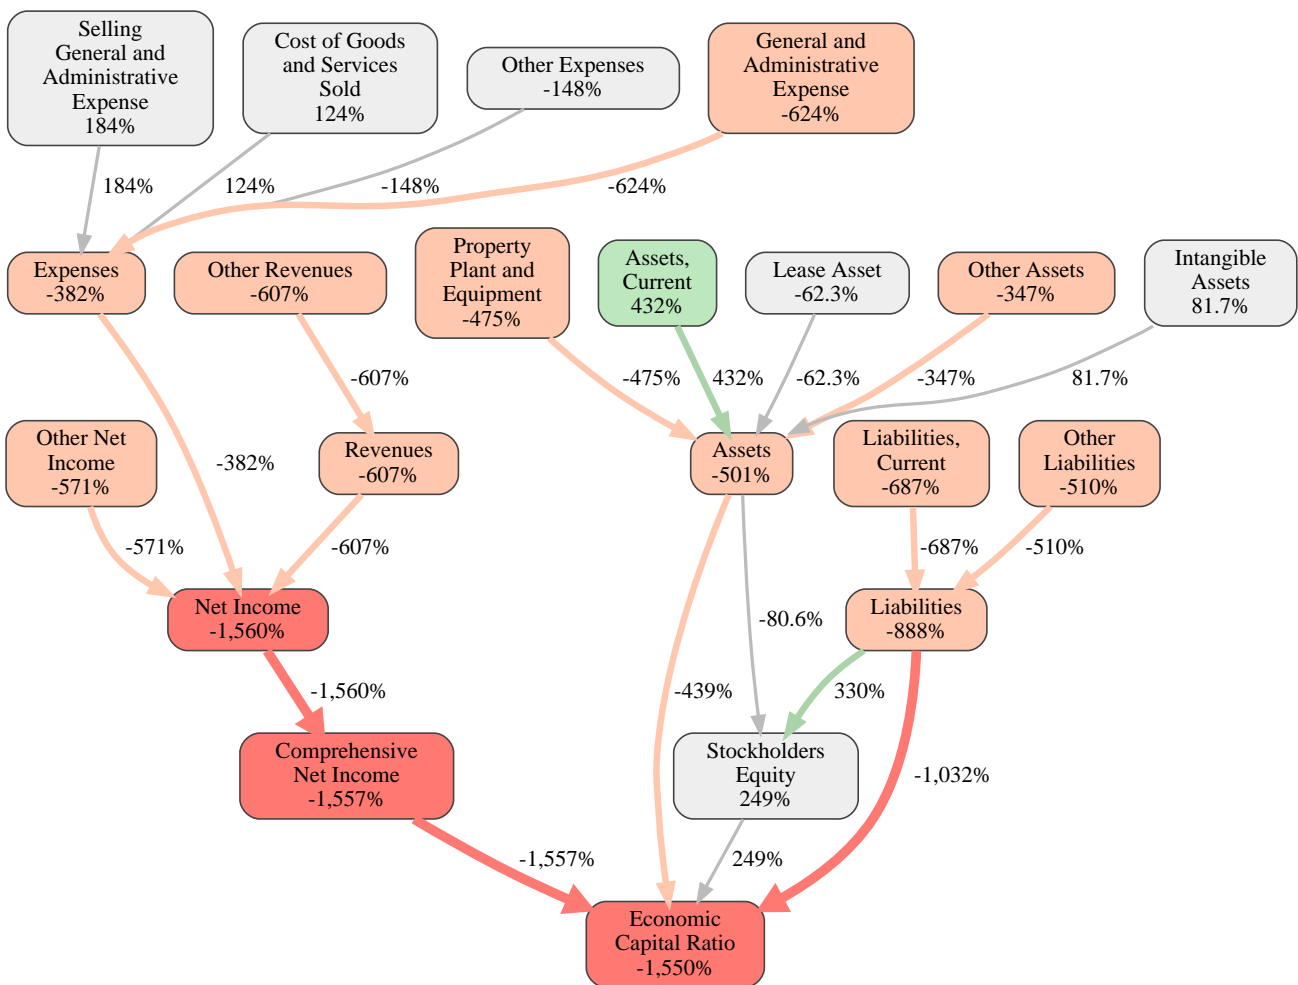 Selling
General and
Administrative
Expense
184%
Cost of Goods
and Services
Sold
124%
Other Expenses
-148%
General and
Administrative
Expense
-624%
184%
124%
-148%
-624%
Expenses
-382%
Other Revenues
-607%
Property
Plant and
Equipment
-475%
Assets,
Current
432%
Lease Asset
-62.3%
Other Assets
-347%
Intangible
Assets
81.7%
-607%
-475%
432%
-62.3%
-347%
81.7%
Other Net
Income
-571%
-382%
Revenues
-607%
Assets
-501%
Liabilities,
Current
-687%
Other
Liabilities
-510%
-571%
-607%
-687%
-510%
Net Income
-1,560%
-80.6%
Liabilities
-888%
-1,560%
-439%
330%
Comprehensive
Net Income
-1,557%
Stockholders
Equity
249%
-1,032%
-1,557%
249%
Economic
Capital Ratio
-1,550%